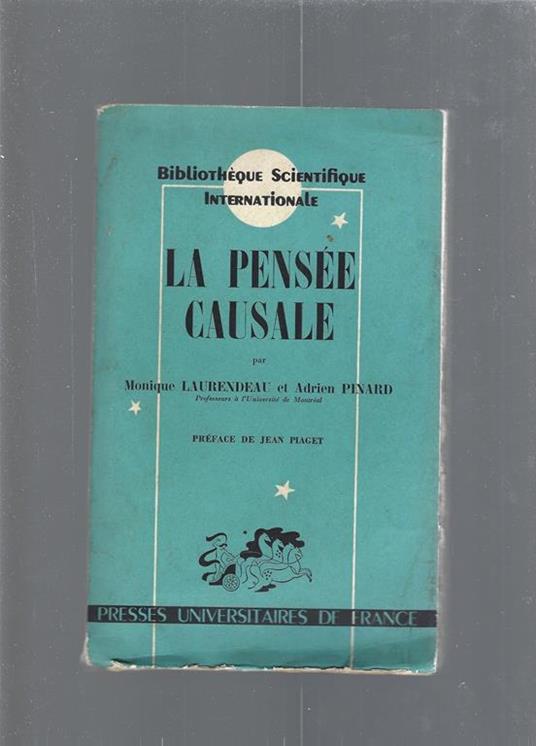 Bibliothèque Scientifique
Internationale
LA PENSÉE
CAUSALE
par
Monique LAURENDEAU et Adrien PINARD
Professeurs à l'Université de Montréal
PRÉFACE DE JEAN PIAGET
PRESSES UNIVERSITAIRES DE FRANCE